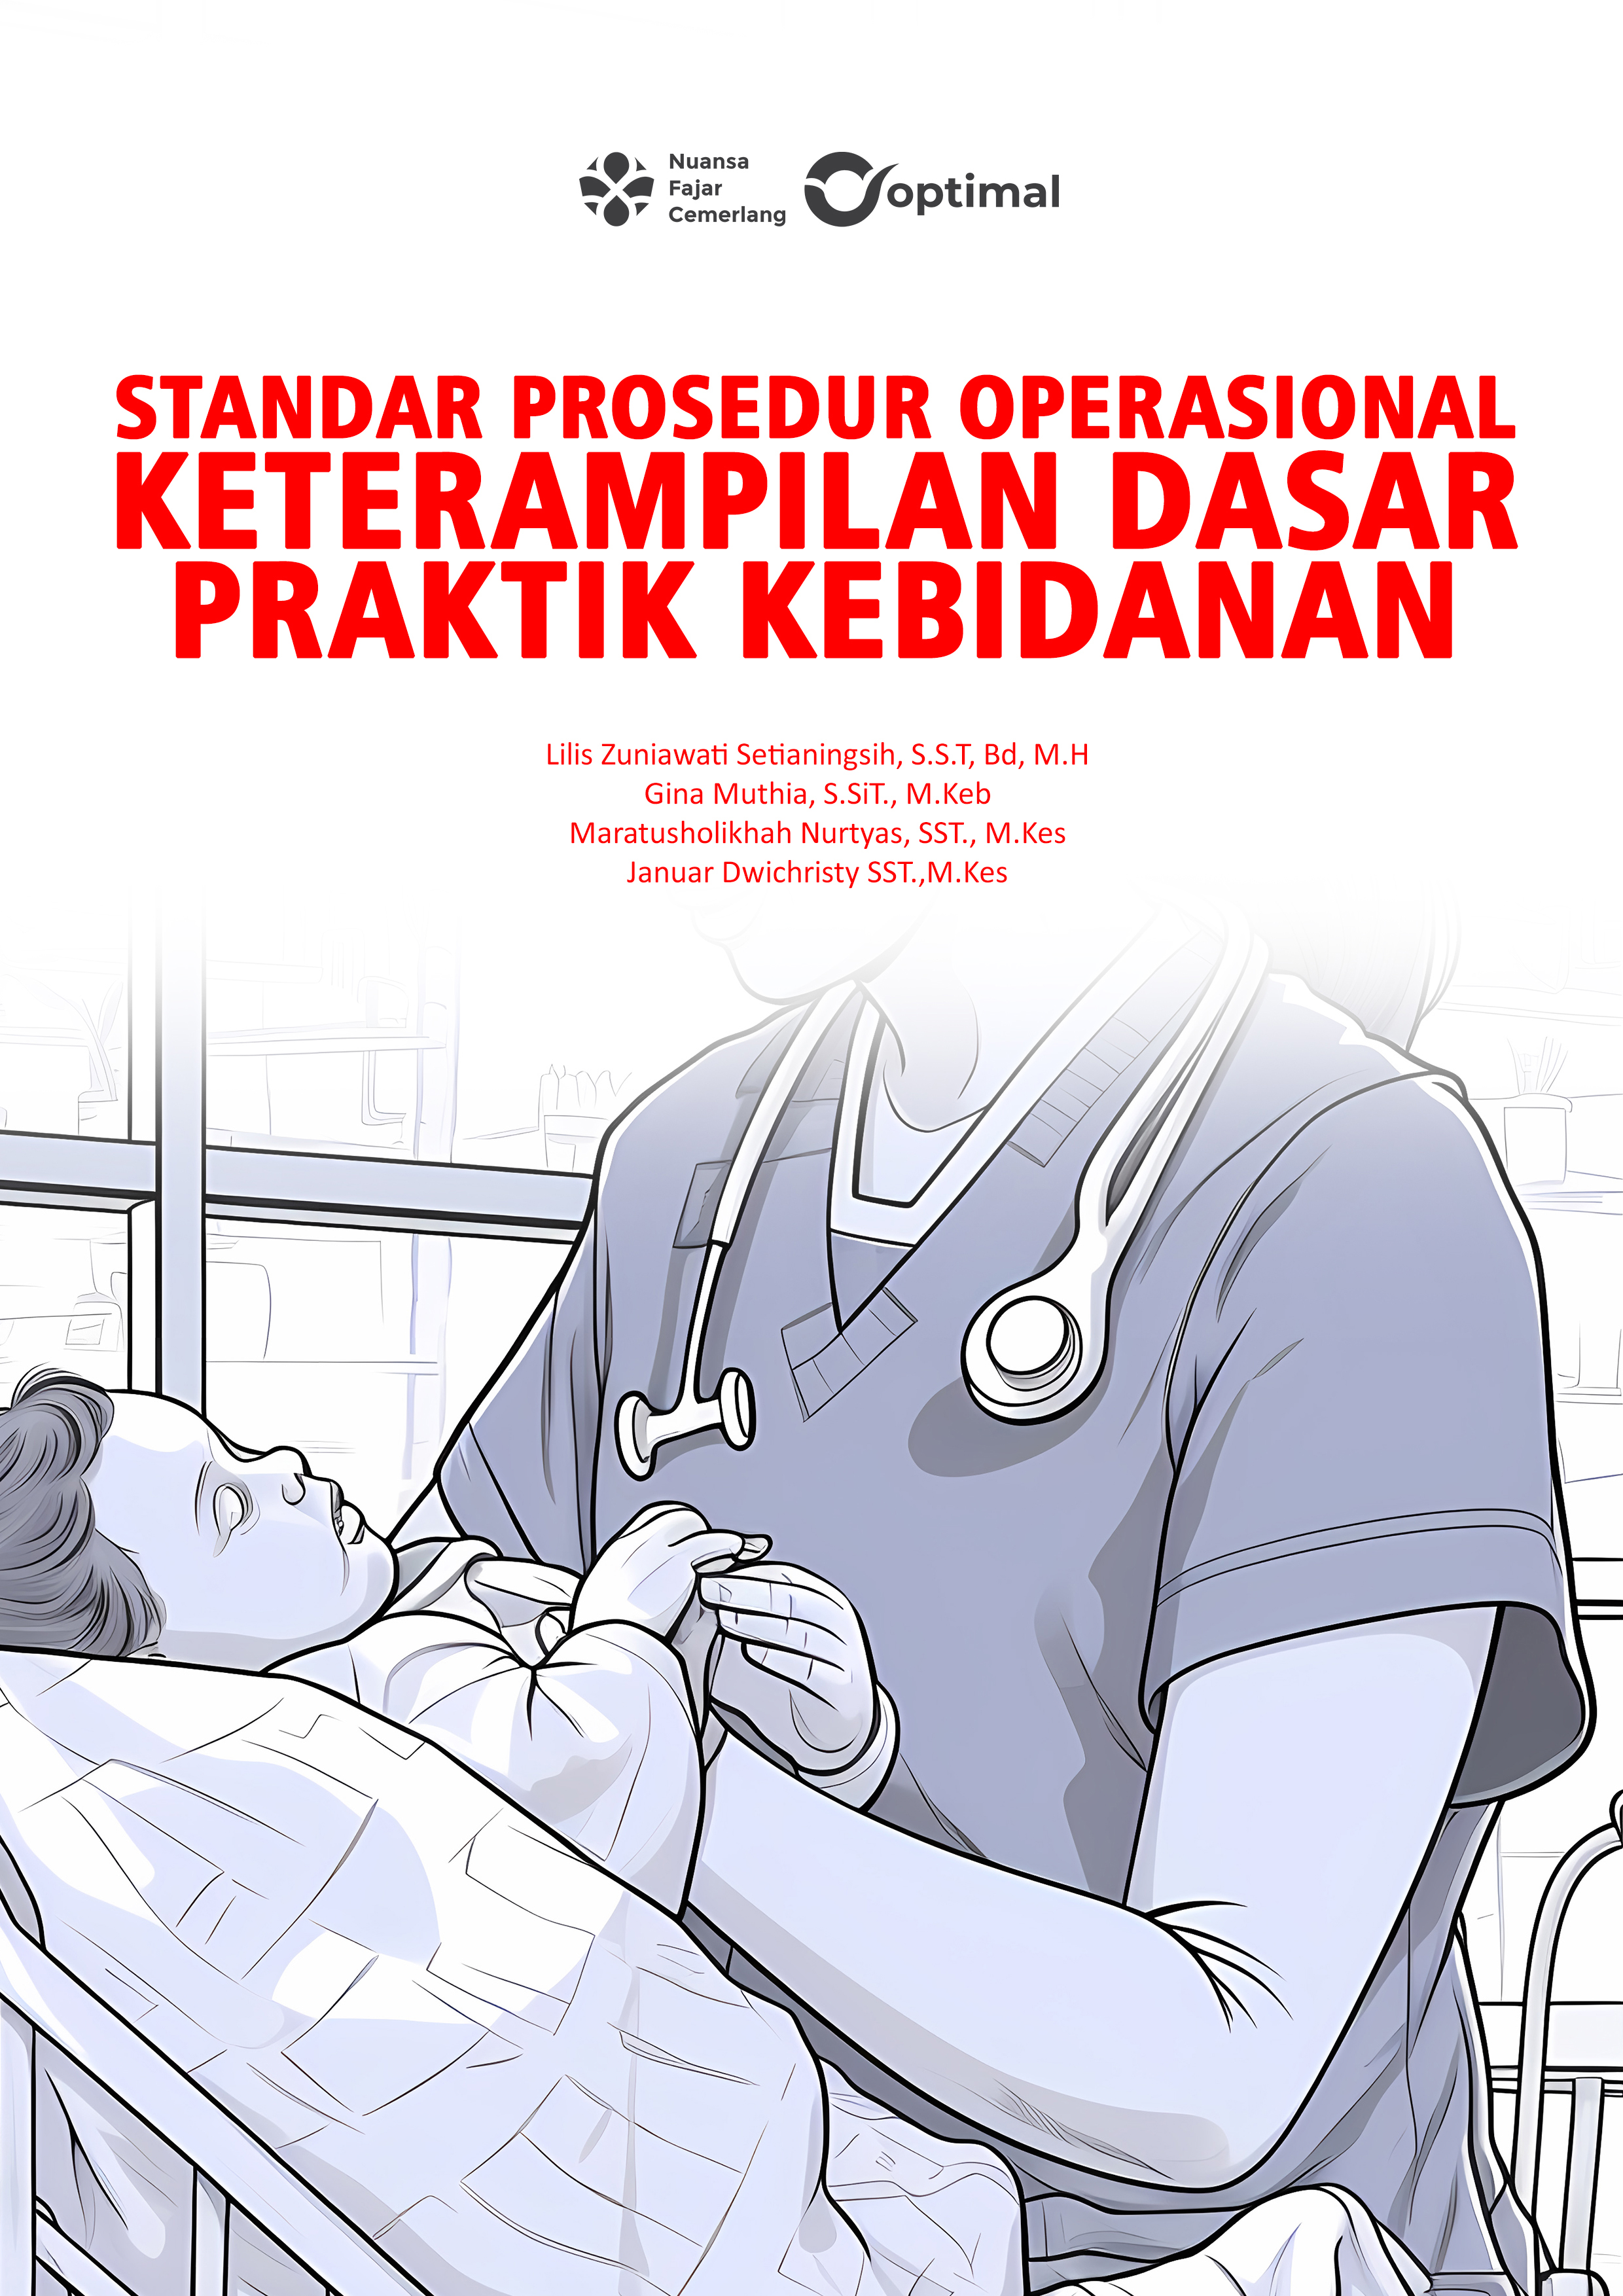 Nuansa
Fajar
Cemerlang
optimal
STANDAR PROSEDUR OPERASIONAL
KETERAMPILAN DASAR
PRAKTIK KEBIDANAN
Lilis Zuniawati Setianingsih, S.S.T, Bd, M.H
Gina Muthia, S.SiT., M.Keb
Maratusholikhah Nurtyas, SST., M.Kes
Januar Dwichristy SST.,M.Kes